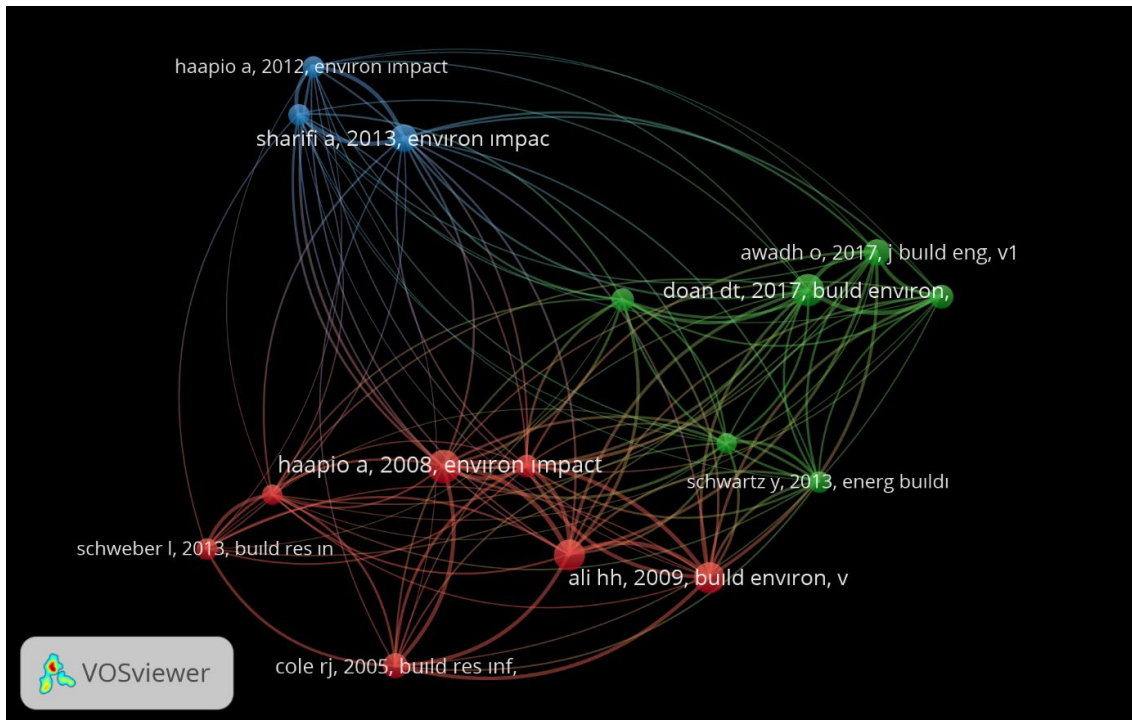 haapio a, 2012, envıron ımpact
sharifi a, 2013, envıron ımpac
awadh o, 2017, j buıld eng, v1
doan dt, 2017, buıld envıron,
haapio a, 2008, envıron ımpact
schwartz y, 2013, energ buıldı
schweber l, 2013, buıld res ın
ali hh, 2009, buıld envıron, v
cole rj, 2005, buıld res ınf,
VOSviewer